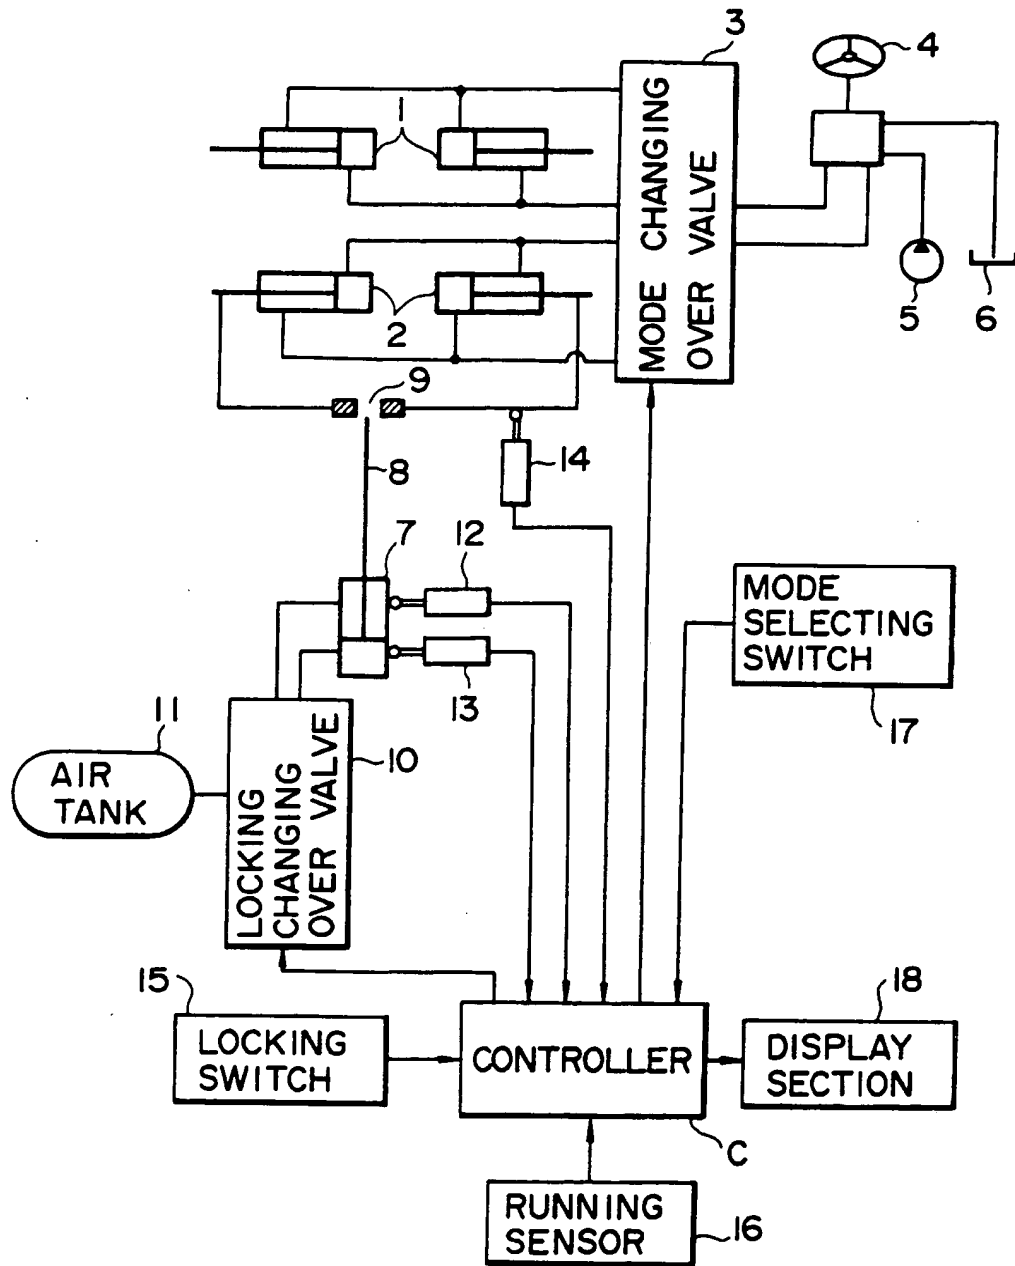 3
4
1
MODE CHANGING
OVER VALVE
2
5
6
9
8
14
7
12
13
MODE
SELECTING
SWITCH
17
11
AIR
TANK
10
LOCKING
CHANGING
OVER VALVE
15
LOCKING
SWITCH
CONTROLLER
18
DISPLAY
SECTION
C
RUNNING
SENSOR
16